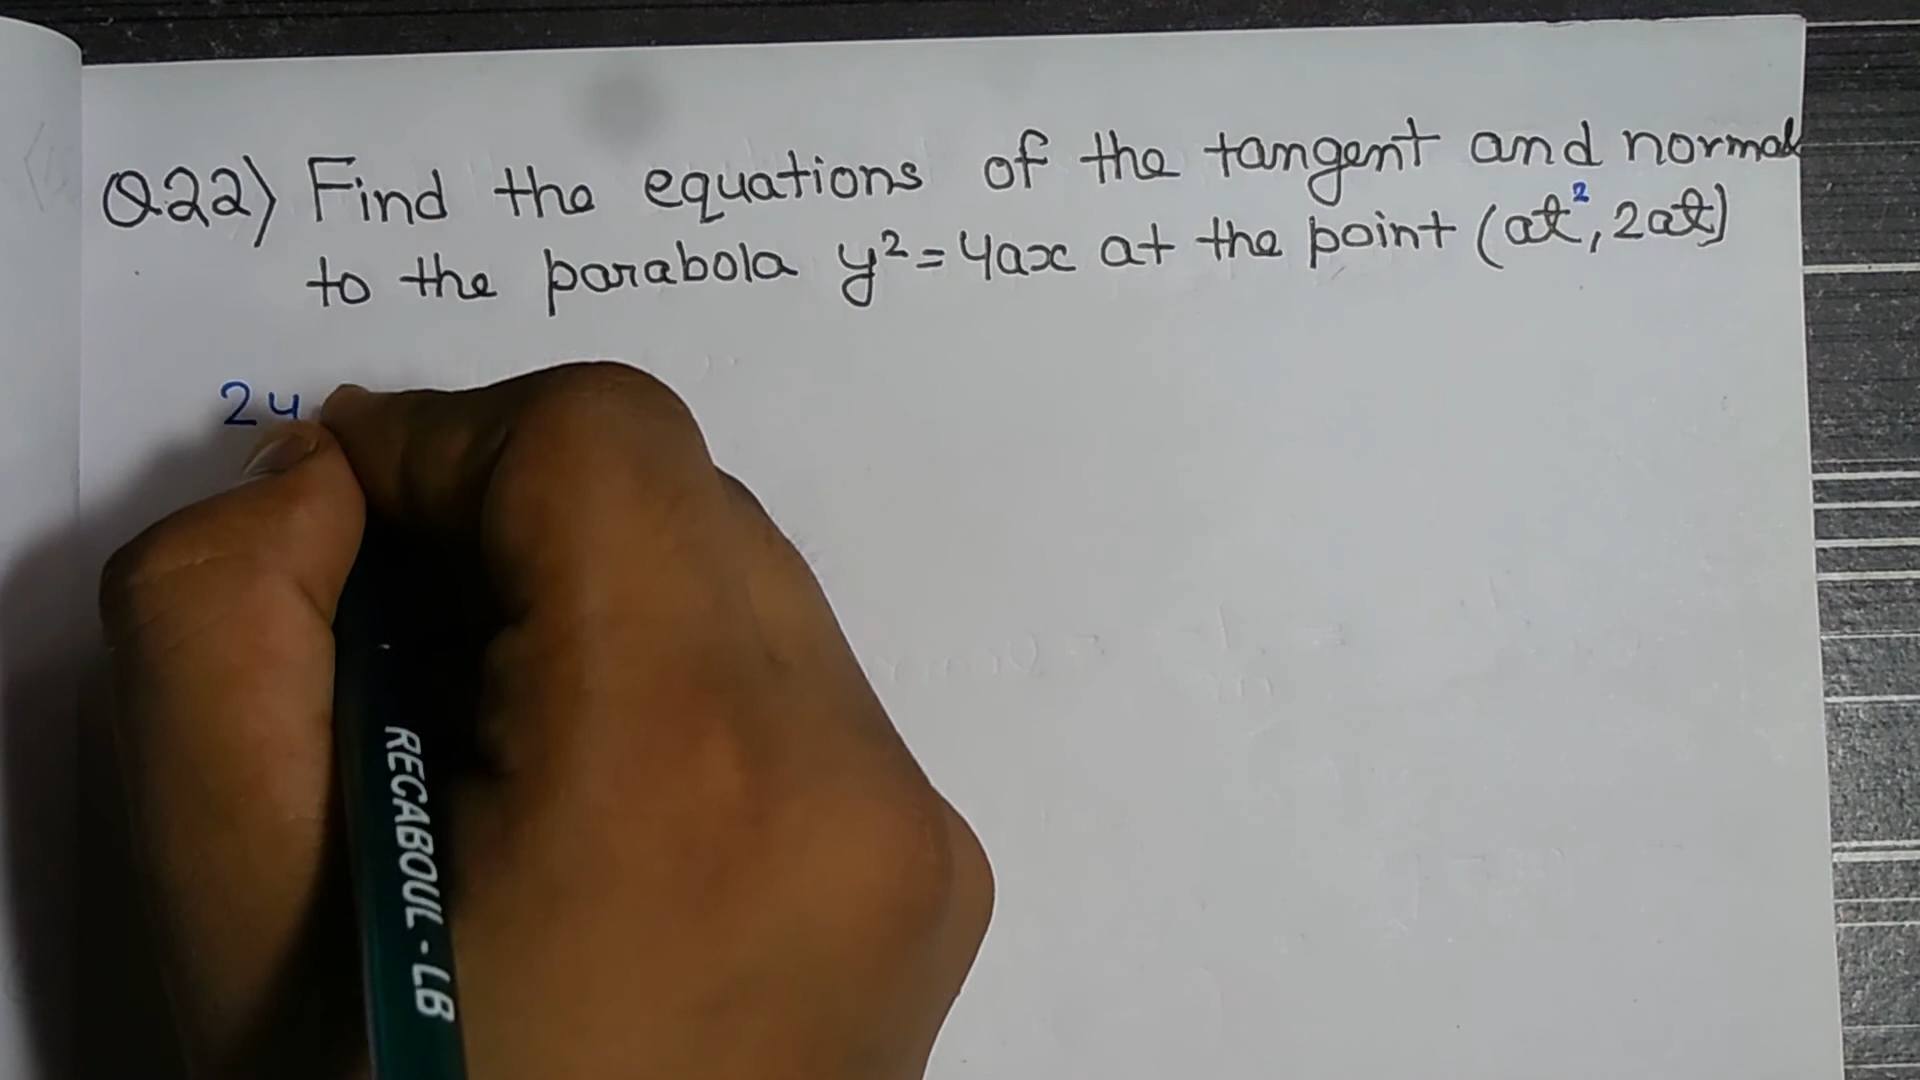 Q22) Find the equations of the tangent and normal
to the parabola y²=4ax at the point (at²,2at)
2y
RECABOUL-LB